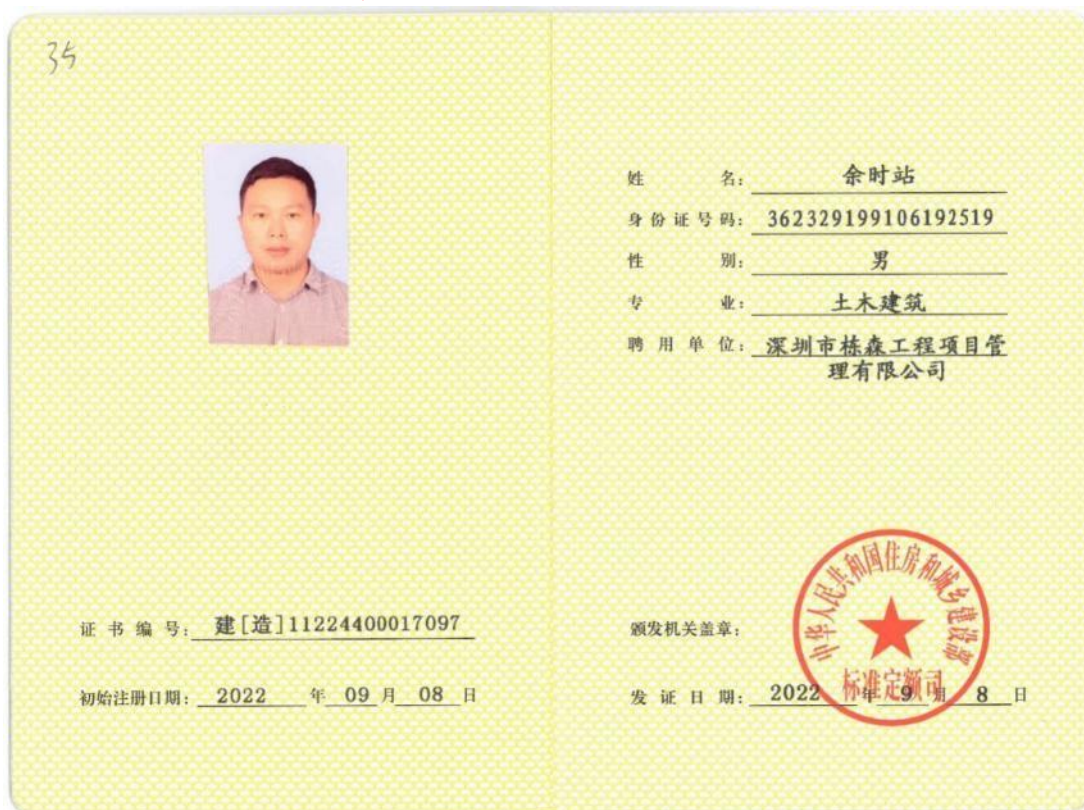 35
姓 名: 余时站
身份证号码: 362329199106192519
性 别: 男
专 业: 土木建筑
聘用单位: 深圳市栋森工程项目管
理有限公司
证书编号: 建[造]11224400017097
初始注册日期: 2022 年 09 月 08 日
颁发机关盖章:
中华人民共和国住房和城乡建设部
标准定额司
发证日期: 2022 年 9 月 8 日